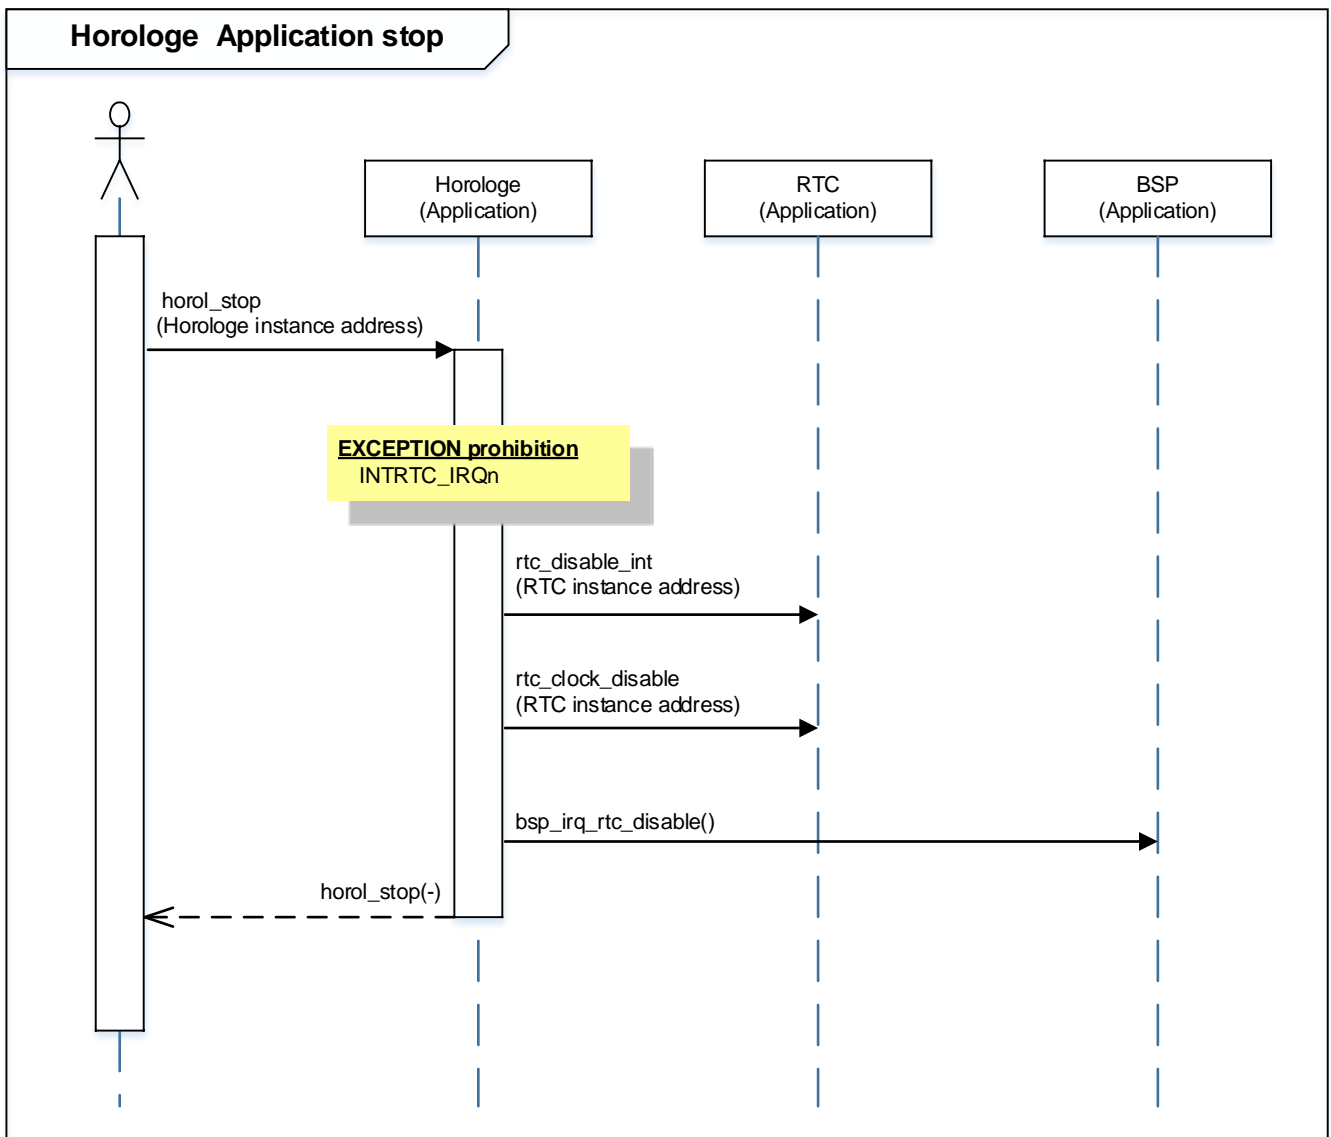 Horologe  Application stop
Horologe
(Application)
RTC
(Application)
BSP
(Application)
horol_stop
(Horologe instance address)
EXCEPTION prohibition
INTRTC_IRQn
rtc_disable_int
(RTC instance address)
rtc_clock_disable
(RTC instance address)
bsp_irq_rtc_disable()
horol_stop(-)